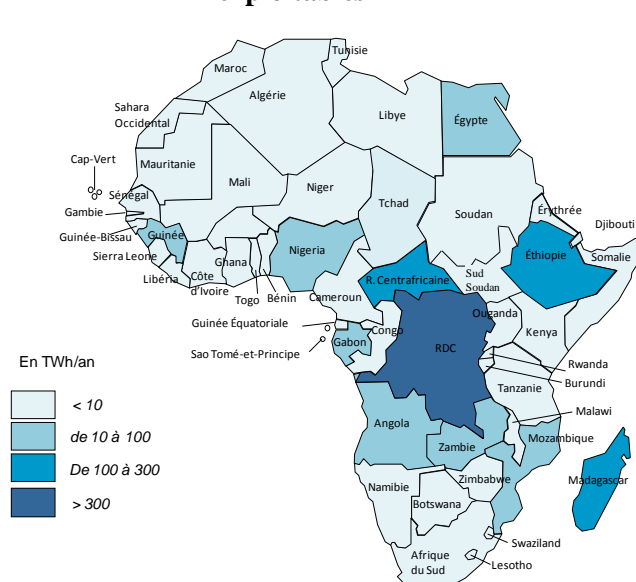 Tunisie
Maroc
Algérie
Libye
Égypte
Sahara
Occidental
Cap-Vert
Mauritanie
Mali
Niger
Tchad
Soudan
Érythrée
Djibouti
Sénégal
Gambie
Guinée-Bissau
Guinée
Sierra Leone
Libéria
Côte
d'Ivoire
Ghana
Togo
Bénin
Nigeria
Cameroun
R. Centrafricaine
Sud
Soudan
Éthiopie
Somalie
Guinée Équatoriale
Sao Tomé-et-Principe
Gabon
Congo
RDC
Ouganda
Kenya
Rwanda
Burundi
Tanzanie
Malawi
Mozambique
Angola
Zambie
Madagascar
Namibie
Botswana
Zimbabwe
Swaziland
Lesotho
Afrique
du Sud
En TWh/an
< 10
de 10 à 100
De 100 à 300
> 300